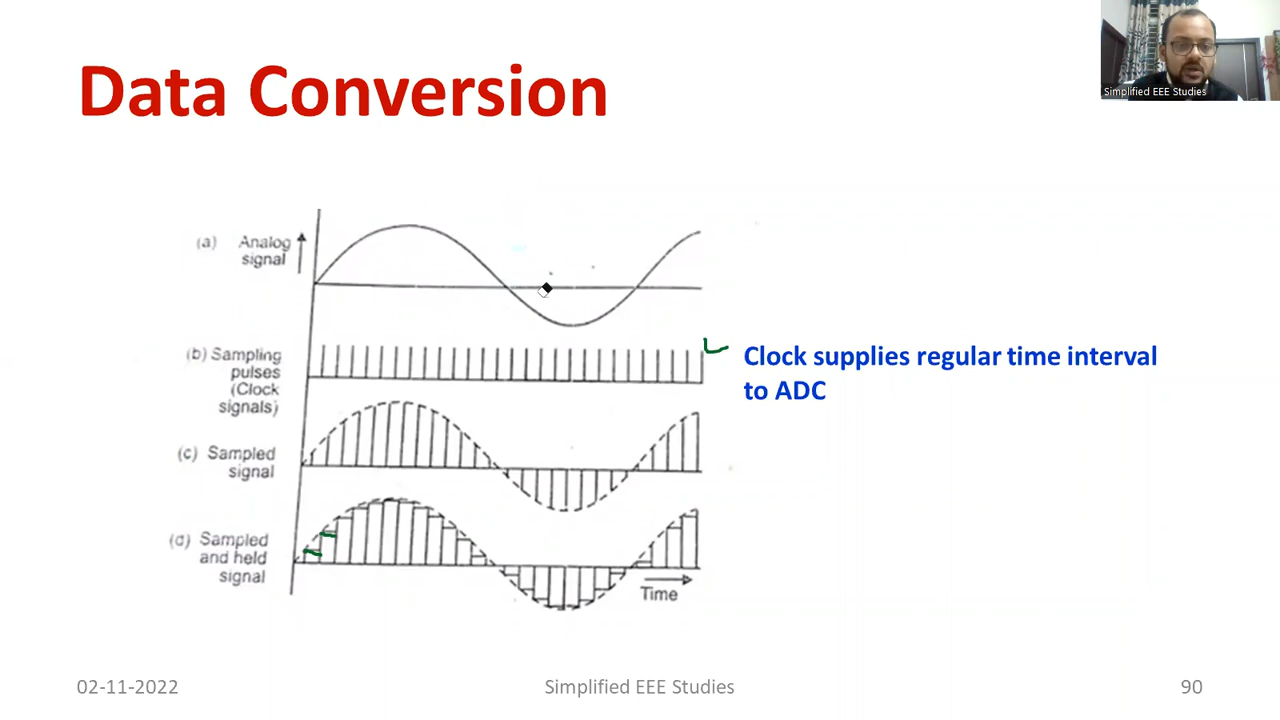 Data Conversion
Simplified EEE Studies
(a) Analog
signal
(b) Sampling
pulses
(Clock
signals)
Clock supplies regular time interval
to ADC
(c) Sampled
signal
(d) Sampled
and held
signal
Time
02-11-2022
Simplified EEE Studies
90